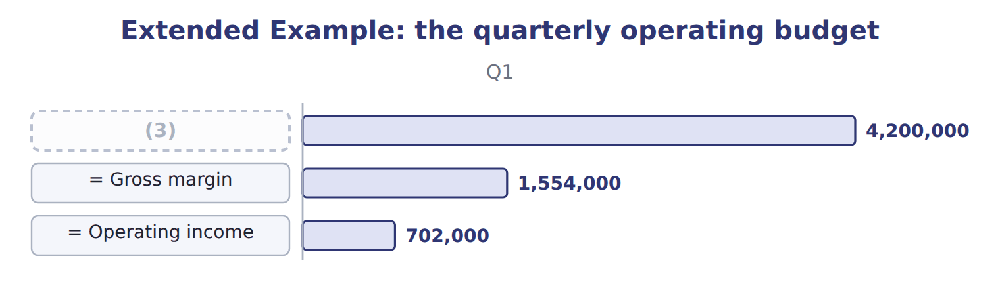 Extended Example: the quarterly operating budget
Q1
(3) 4,200,000
= Gross margin 1,554,000
= Operating income 702,000